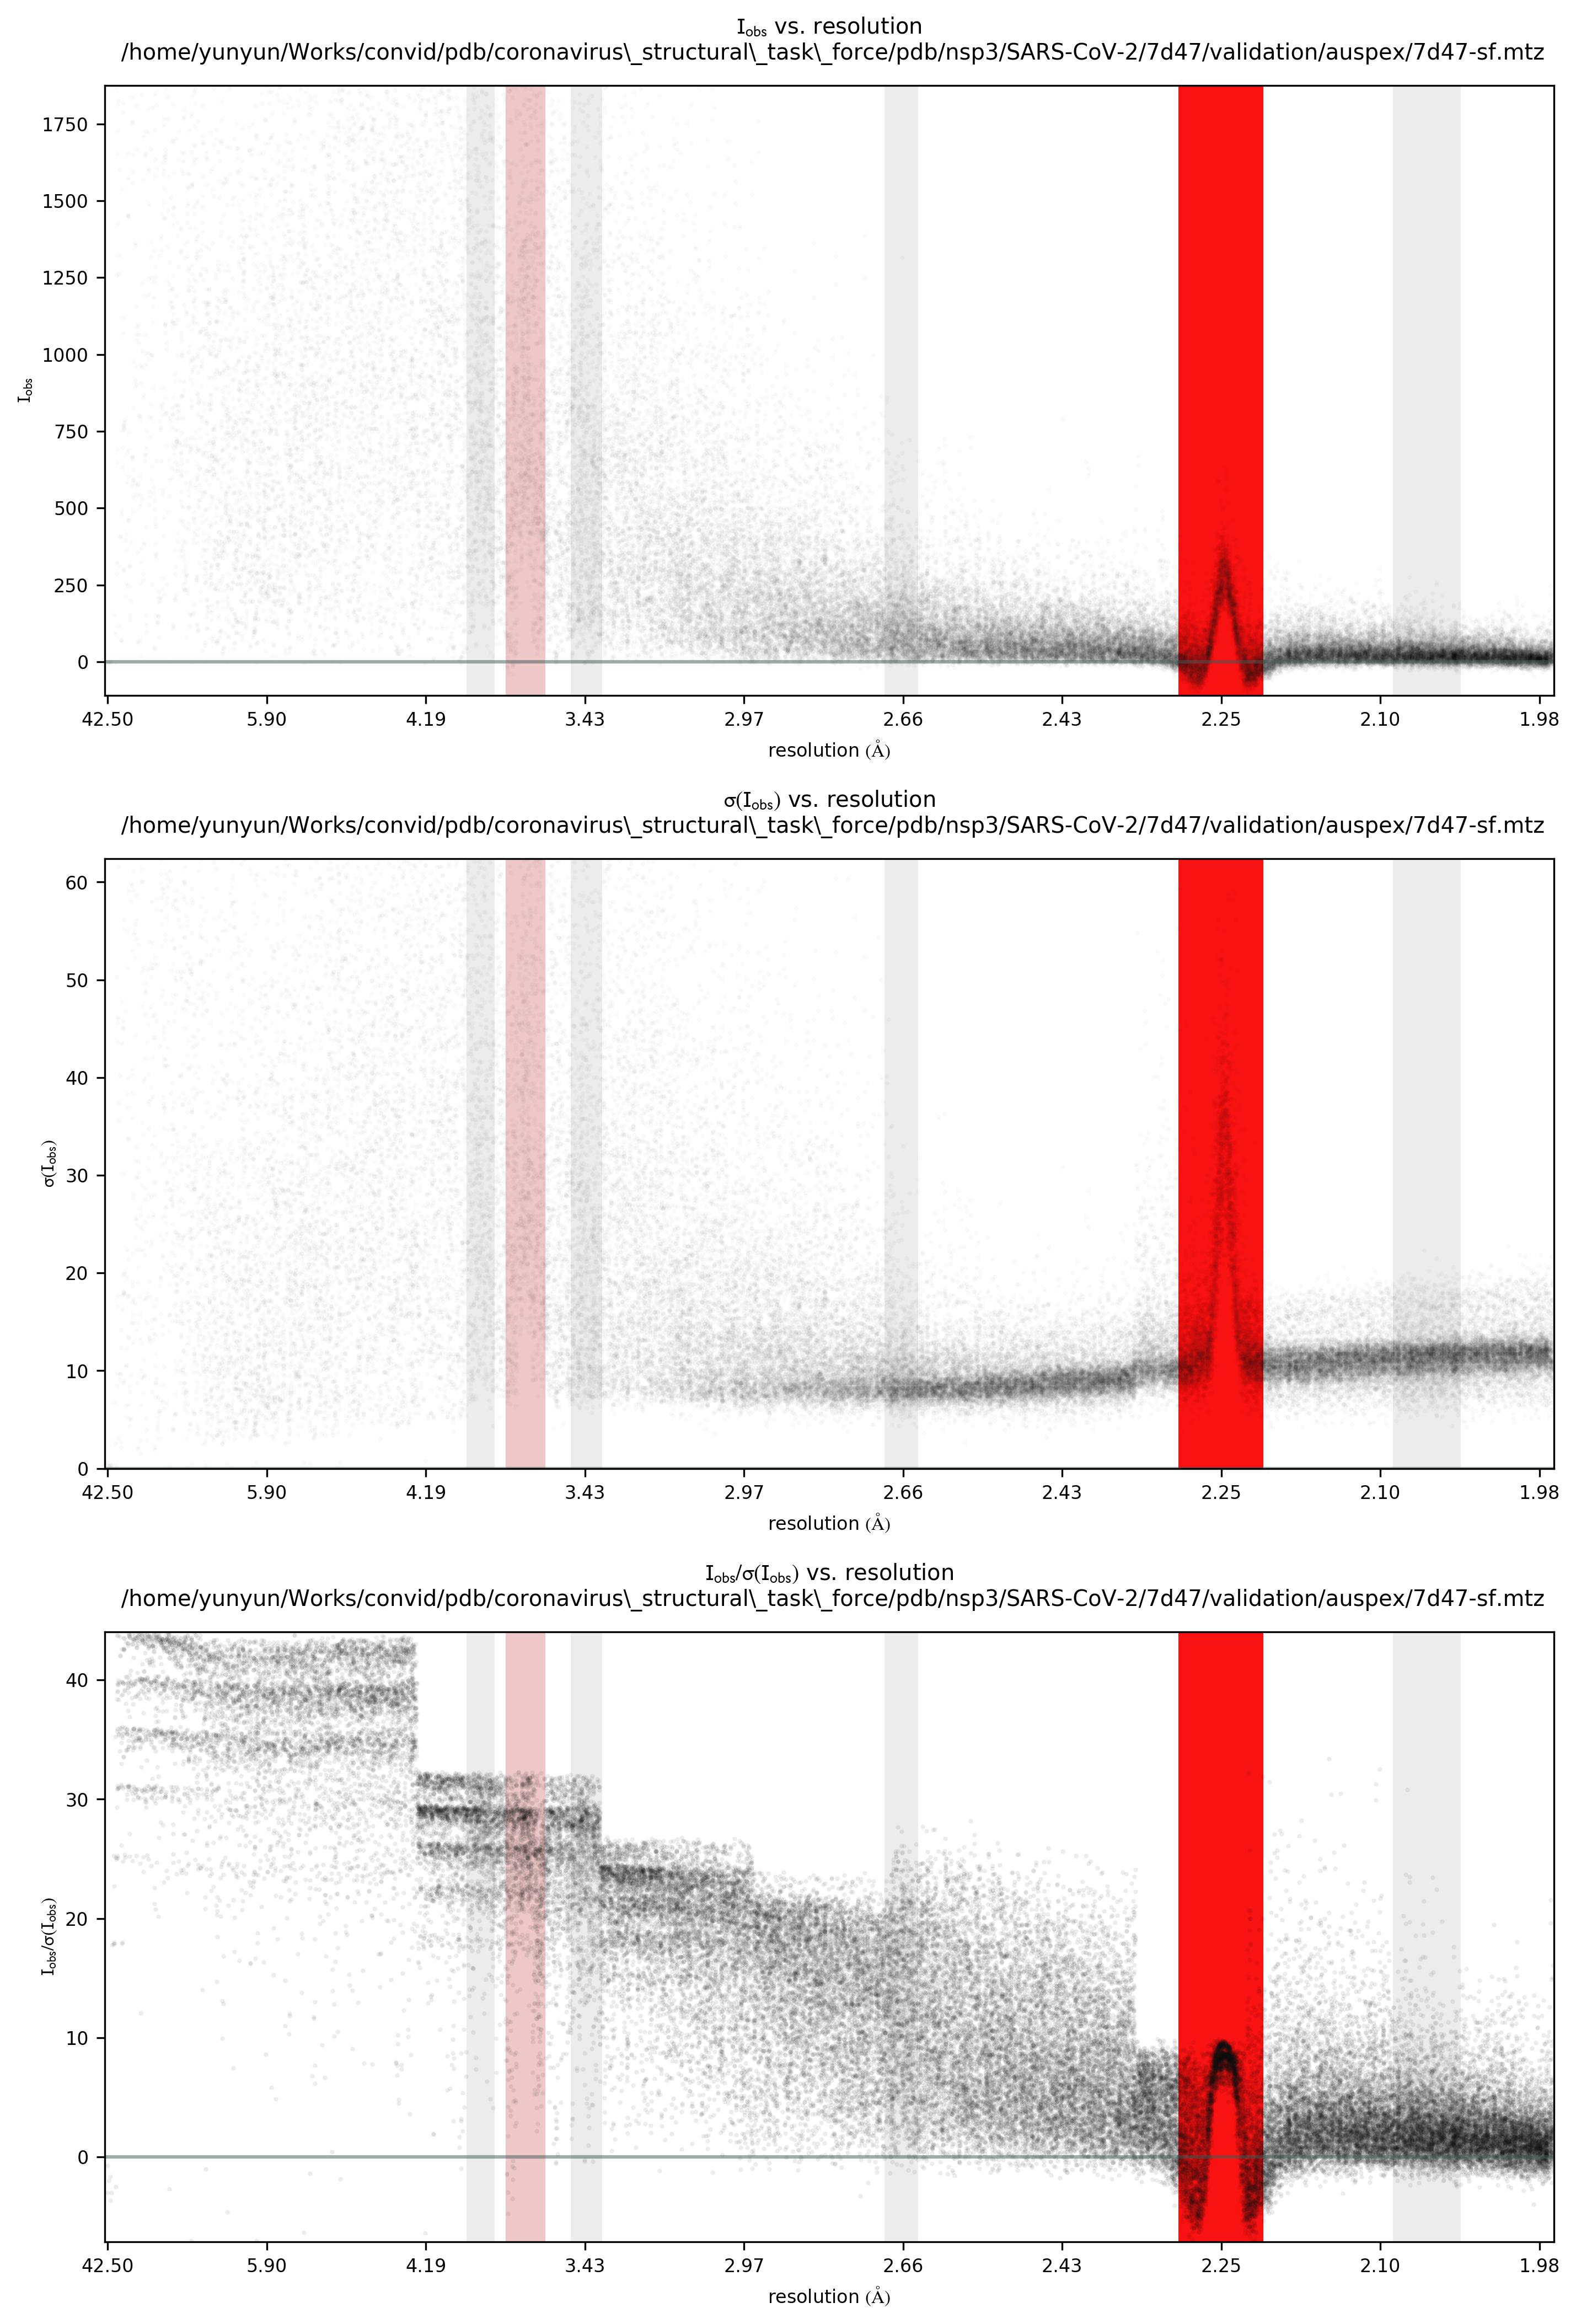 I_obs vs. resolution
/home/yunyun/Works/convid/pdb/coronavirus\_structural\_task\_force/pdb/nsp3/SARS-CoV-2/7d47/validation/auspex/7d47-sf.mtz
1750
1500
1250
1000
750
500
250
0
I_obs
42.50 5.90 4.19 3.43 2.97 2.66 2.43 2.25 2.10 1.98
resolution (Å)
σ(I_obs) vs. resolution
/home/yunyun/Works/convid/pdb/coronavirus\_structural\_task\_force/pdb/nsp3/SARS-CoV-2/7d47/validation/auspex/7d47-sf.mtz
60
50
40
30
20
10
0
σ(I_obs)
42.50 5.90 4.19 3.43 2.97 2.66 2.43 2.25 2.10 1.98
resolution (Å)
I_obs/σ(I_obs) vs. resolution
/home/yunyun/Works/convid/pdb/coronavirus\_structural\_task\_force/pdb/nsp3/SARS-CoV-2/7d47/validation/auspex/7d47-sf.mtz
40
30
20
10
0
I_obs/σ(I_obs)
42.50 5.90 4.19 3.43 2.97 2.66 2.43 2.25 2.10 1.98
resolution (Å)